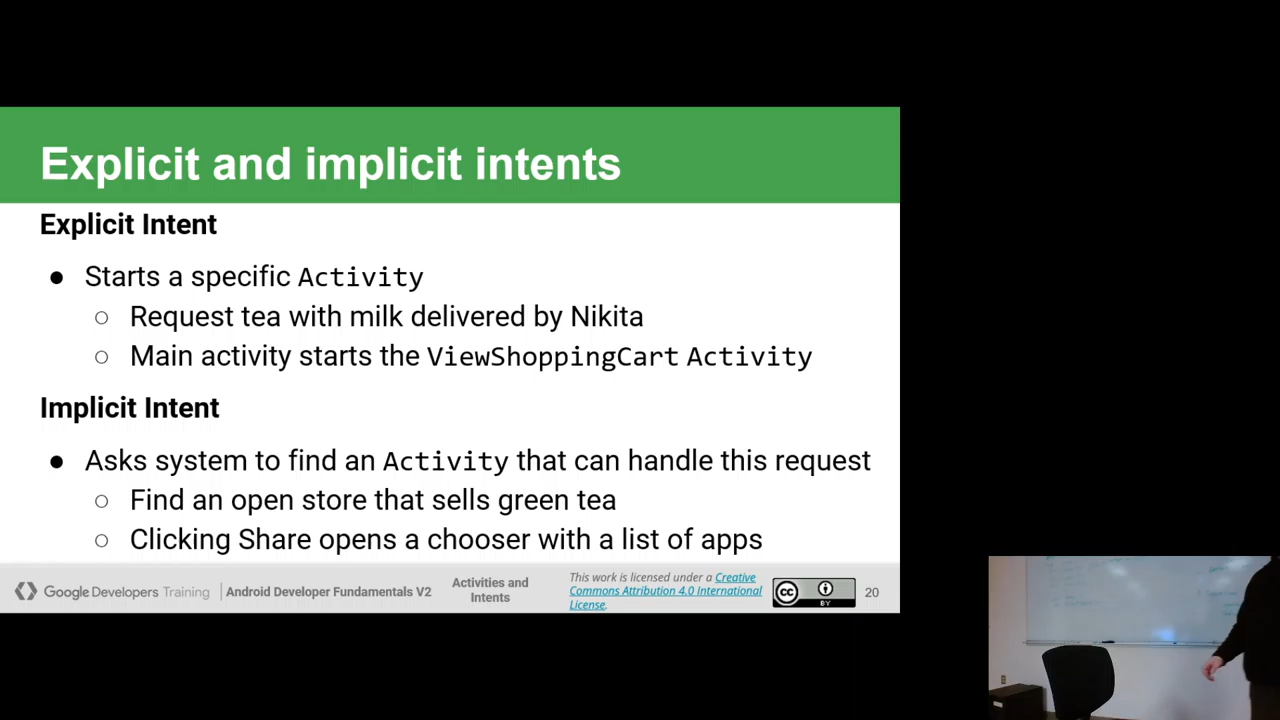 Explicit and implicit intents
Explicit Intent
● Starts a specific Activity
○ Request tea with milk delivered by Nikita
○ Main activity starts the ViewShoppingCart Activity
Implicit Intent
● Asks system to find an Activity that can handle this request
○ Find an open store that sells green tea
○ Clicking Share opens a chooser with a list of apps
Google Developers Training
Android Developer Fundamentals V2
Activities and
Intents
This work is licensed under a Creative
Commons Attribution 4.0 International
License.
cc
BY
20